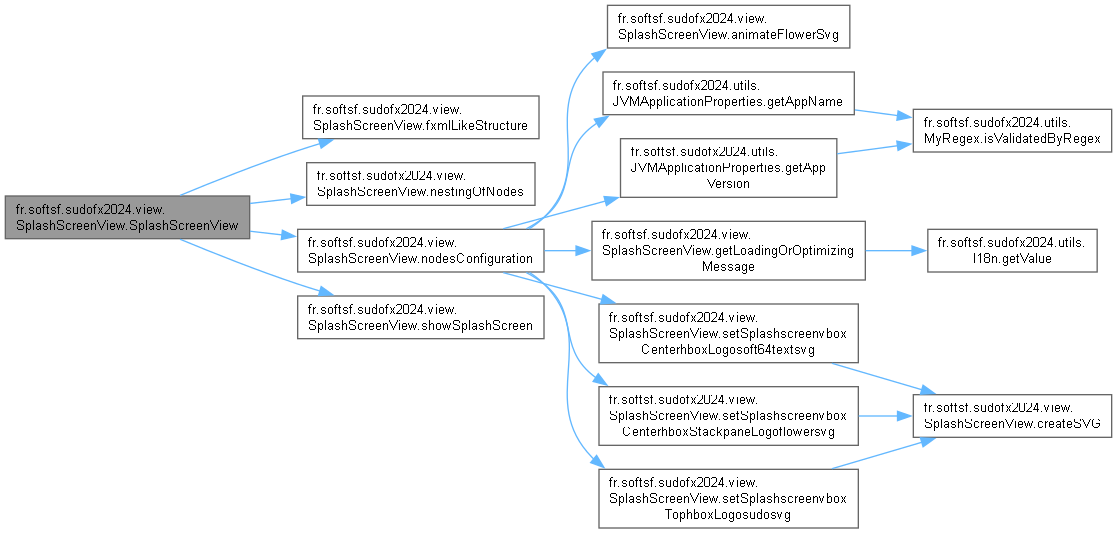 fr.softsf.sudofx2024.view.
SplashScreenView.SplashScreenView
fr.softsf.sudofx2024.view.
SplashScreenView.fxmlLikeStructure
fr.softsf.sudofx2024.view.
SplashScreenView.nestingOfNodes
fr.softsf.sudofx2024.view.
SplashScreenView.nodesConfiguration
fr.softsf.sudofx2024.view.
SplashScreenView.showSplashScreen
fr.softsf.sudofx2024.view.
SplashScreenView.animateFlowerSvg
fr.softsf.sudofx2024.utils.
JVMApplicationProperties.getAppName
fr.softsf.sudofx2024.utils.
JVMApplicationProperties.getApp
Version
fr.softsf.sudofx2024.view.
SplashScreenView.getLoadingOrOptimizing
Message
fr.softsf.sudofx2024.view.
SplashScreenView.setSplashscreenvbox
CenterhboxLogosoft64textsvg
fr.softsf.sudofx2024.view.
SplashScreenView.setSplashscreenvbox
CenterhboxStackpaneLogoflowersvg
fr.softsf.sudofx2024.view.
SplashScreenView.setSplashscreenvbox
TophboxLogosudosvg
fr.softsf.sudofx2024.utils.
MyRegex.isValidatedByRegex
fr.softsf.sudofx2024.utils.
I18n.getValue
fr.softsf.sudofx2024.view.
SplashScreenView.createSVG